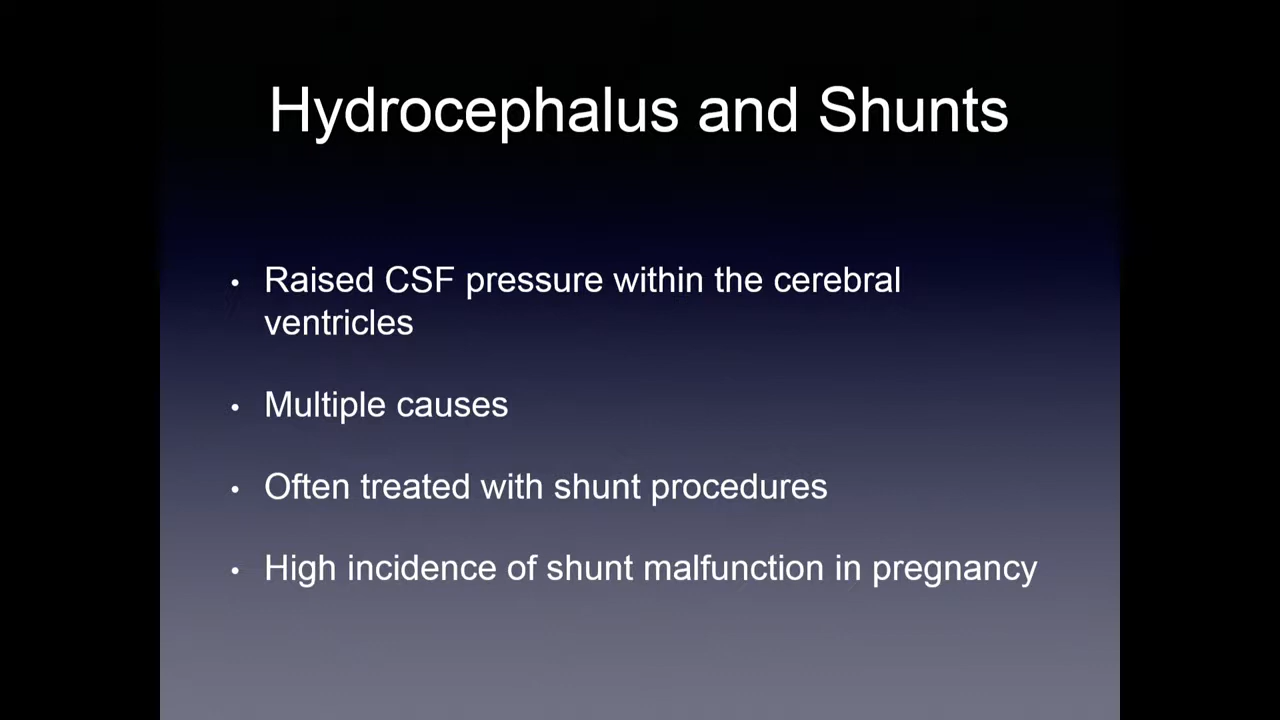 Hydrocephalus and Shunts
• Raised CSF pressure within the cerebral
ventricles
• Multiple causes
• Often treated with shunt procedures
• High incidence of shunt malfunction in pregnancy